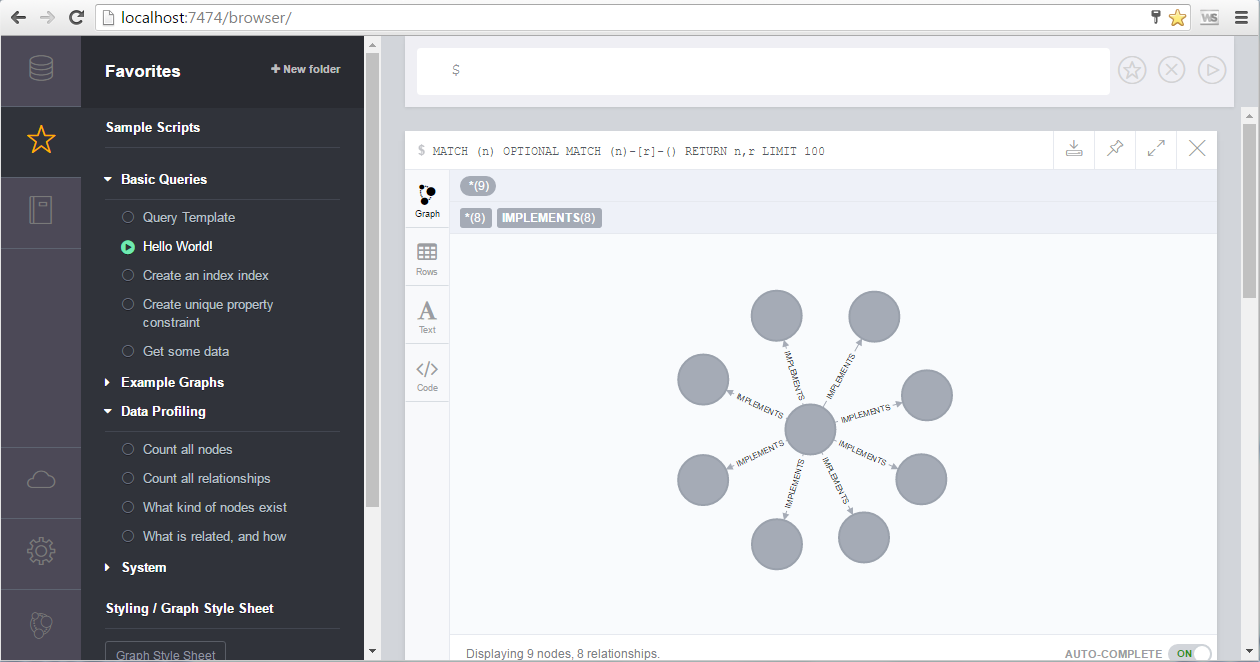 localhost:7474/browser/
WS
Favorites
+ New folder
Sample Scripts
Basic Queries
Query Template
Hello World!
Create an index index
Create unique property
constraint
Get some data
Example Graphs
Data Profiling
Count all nodes
Count all relationships
What kind of nodes exist
What is related, and how
System
Styling / Graph Style Sheet
Graph Style Sheet
$
$ MATCH (n) OPTIONAL MATCH (n)-[r]-() RETURN n,r LIMIT 100
Graph
Rows
A
Text
</>
Code
*(9)
*(8) IMPLEMENTS(8)
IMPLEMENTS
IMPLEMENTS
IMPLEMENTS
IMPLEMENTS
IMPLEMENTS
IMPLEMENTS
IMPLEMENTS
IMPLEMENTS
Displaying 9 nodes, 8 relationships.
AUTO-COMPLETE ON